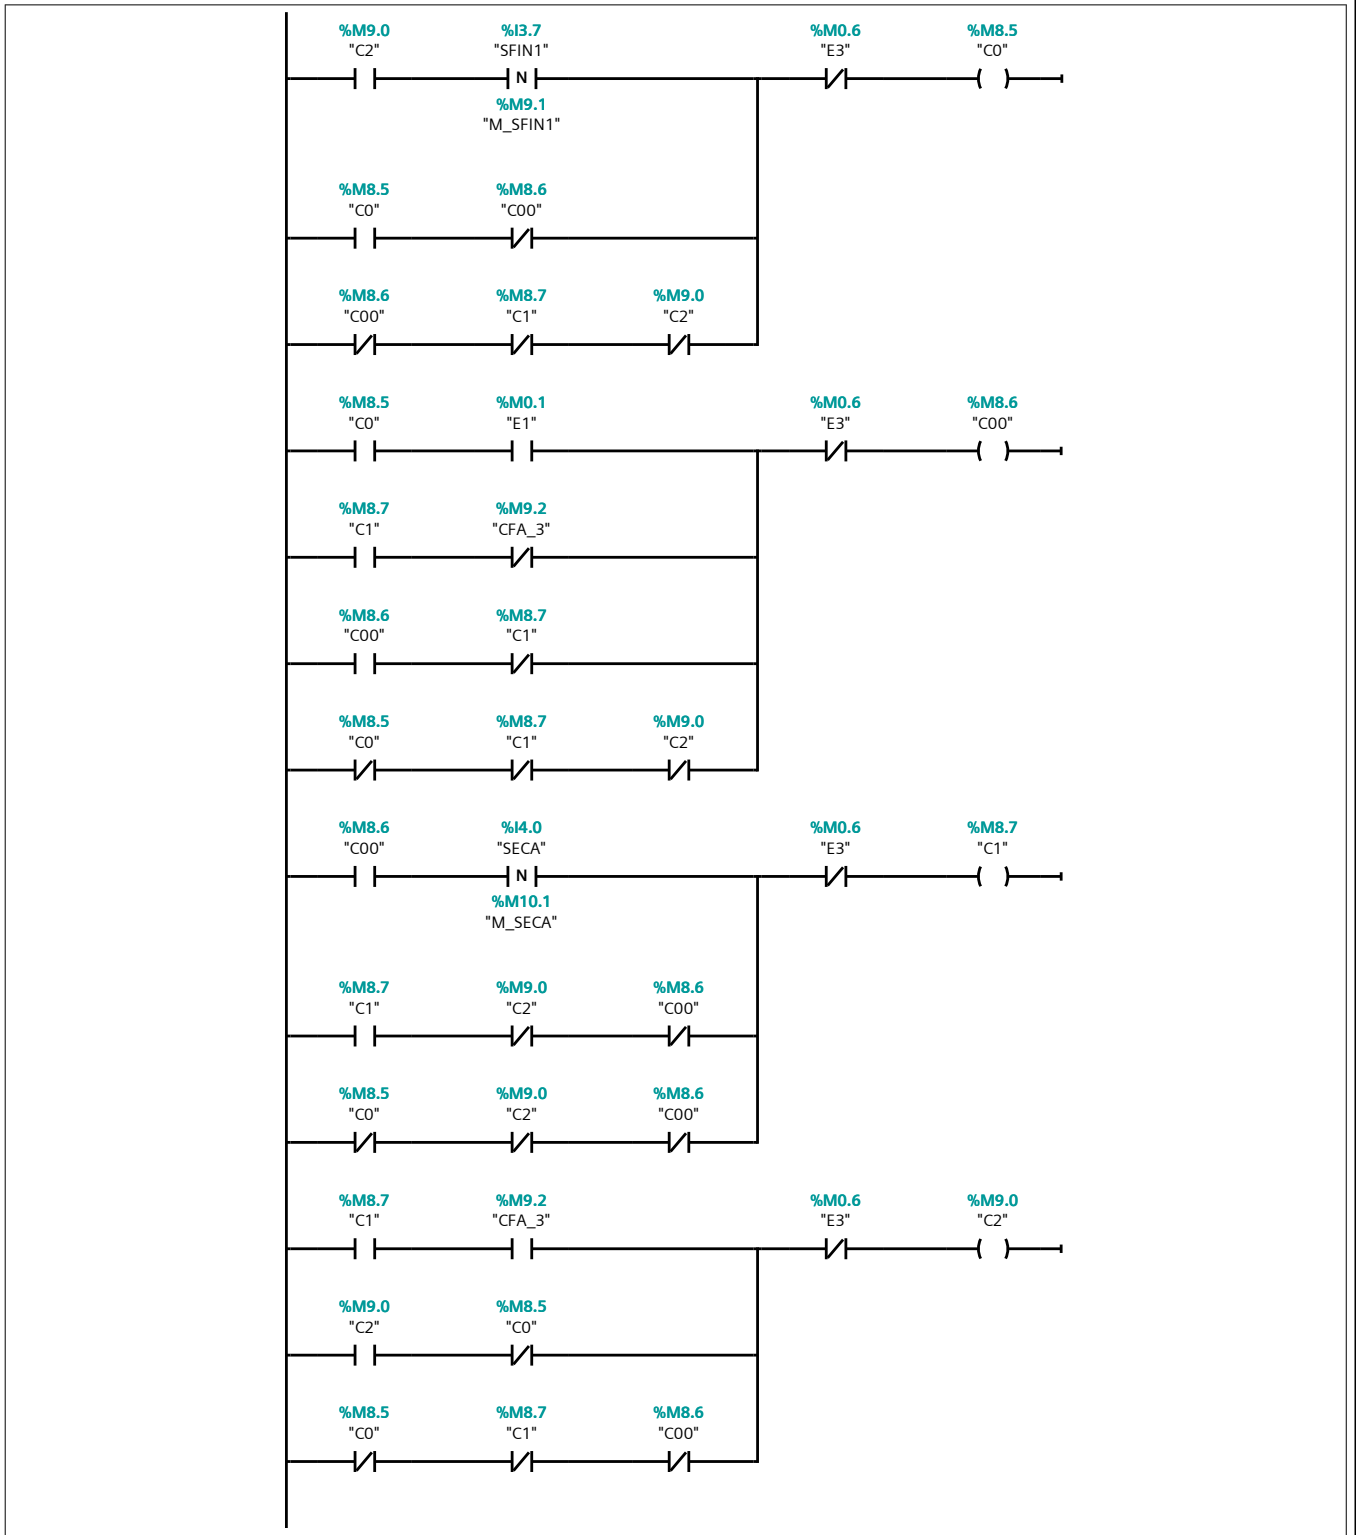 %M9.0 %I3.7 %M0.6 %M8.5
"C2" "SFIN1" "E3" "C0"
N
%M9.1
"M_SFIN1"
%M8.5 %M8.6
"C0" "C00"
%M8.6 %M8.7 %M9.0
"C00" "C1" "C2"
%M8.5 %M0.1 %M0.6 %M8.6
"C0" "E1" "E3" "C00"
%M8.7 %M9.2
"C1" "CFA_3"
%M8.6 %M8.7
"C00" "C1"
%M8.5 %M8.7 %M9.0
"C0" "C1" "C2"
%M8.6 %I4.0 %M0.6 %M8.7
"C00" "SECA" "E3" "C1"
N
%M10.1
"M_SECA"
%M8.7 %M9.0 %M8.6
"C1" "C2" "C00"
%M8.5 %M9.0 %M8.6
"C0" "C2" "C00"
%M8.7 %M9.2 %M0.6 %M9.0
"C1" "CFA_3" "E3" "C2"
%M9.0 %M8.5
"C2" "C0"
%M8.5 %M8.7 %M8.6
"C0" "C1" "C00"